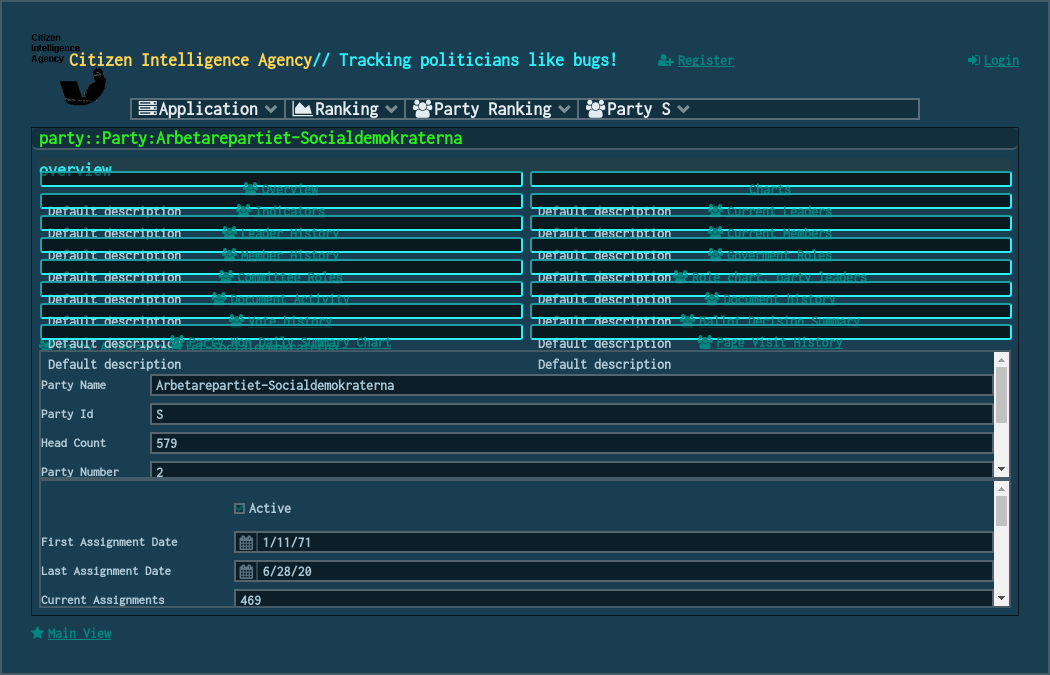 Citizen
Intelligence
Agency
Citizen Intelligence Agency// Tracking politicians like bugs!
Register
Login
Application
Ranking
Party Ranking
Party S
party::Party:Arbetarepartiet-Socialdemokraterna
overview
Overview
Charts
Default description
Indicators
Default description
Current Leaders
Default description
Leader History
Default description
Current Members
Default description
Member History
Default description
Goverment Roles
Default description
Committee Roles
Default description
Role chart, party leaders
Default description
Document Activity
Default description
Document history
Default description
Vote history
Default description
Ballot Decision Summary
Default description
Party Won Daily Summary Chart
Default description
Page Visit History
Default description
Default description
Party Name
Arbetarepartiet-Socialdemokraterna
Party Id
S
Head Count
579
Party Number
2
Active
First Assignment Date
1/11/71
Last Assignment Date
6/28/20
Current Assignments
469
Main View